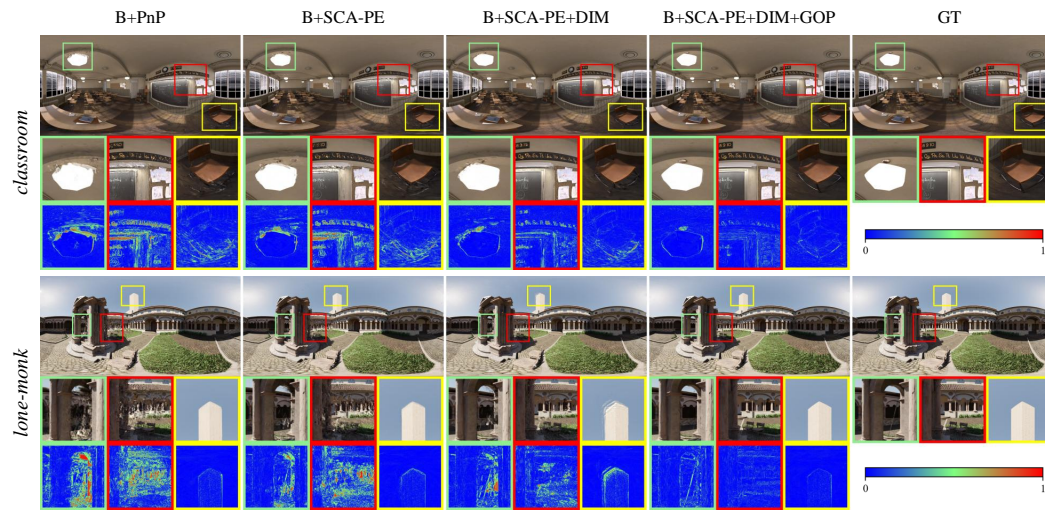 B+PnP B+SCA-PE B+SCA-PE+DIM B+SCA-PE+DIM+GOP GT
classroom
0 1
lone-monk
0 1